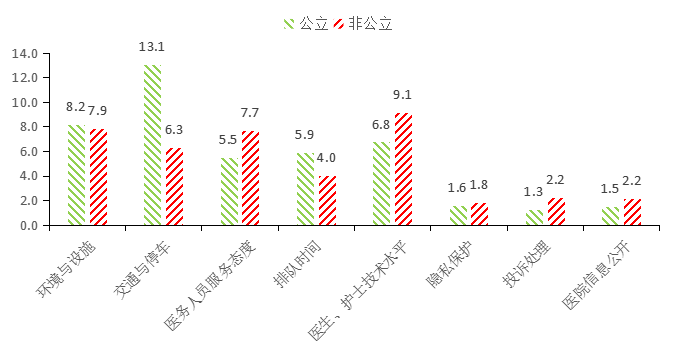 公立 非公立
14.0
12.0
10.0
8.0
6.0
4.0
2.0
0.0
8.2 7.9
13.1 6.3
5.5 7.7
5.9 4.0
6.8 9.1
1.6 1.8
1.3 2.2
1.5 2.2
环境与设施
交通与停车
医务人员服务态度
排队时间
医生、护士技术水平
隐私保护
投诉处理
医院信息公开